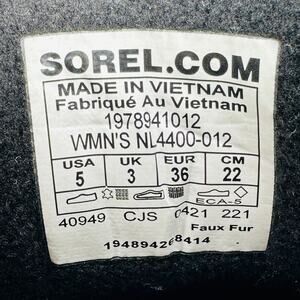 SOREL.COM
MADE IN VIETNAM
Fabriqué Au Vietnam
1978941012
WMN'S NL4400-012
USA UK EUR CM
5 3 36 22
ECA-5
40949 CJS 0421 221
Faux Fur
194894268414